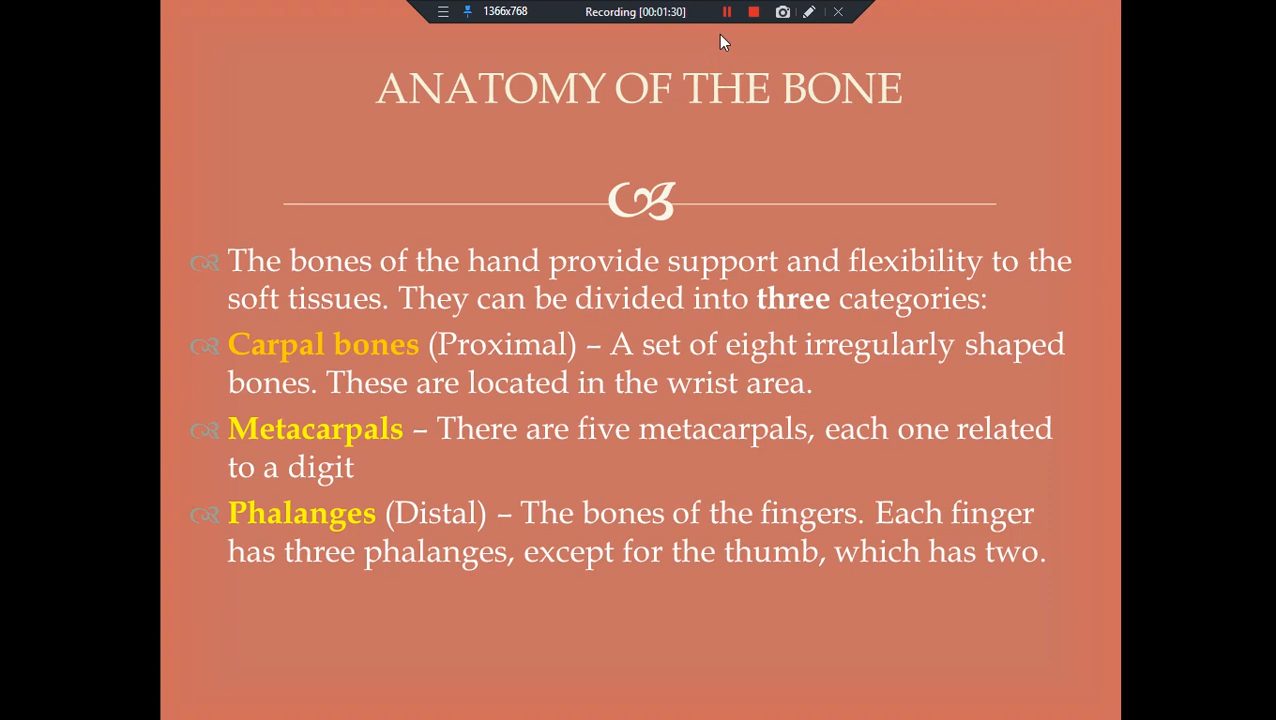 1366x768 Recording [00:01:30]
ANATOMY OF THE BONE
The bones of the hand provide support and flexibility to the
soft tissues. They can be divided into three categories:
Carpal bones (Proximal) – A set of eight irregularly shaped
bones. These are located in the wrist area.
Metacarpals – There are five metacarpals, each one related
to a digit
Phalanges (Distal) – The bones of the fingers. Each finger
has three phalanges, except for the thumb, which has two.